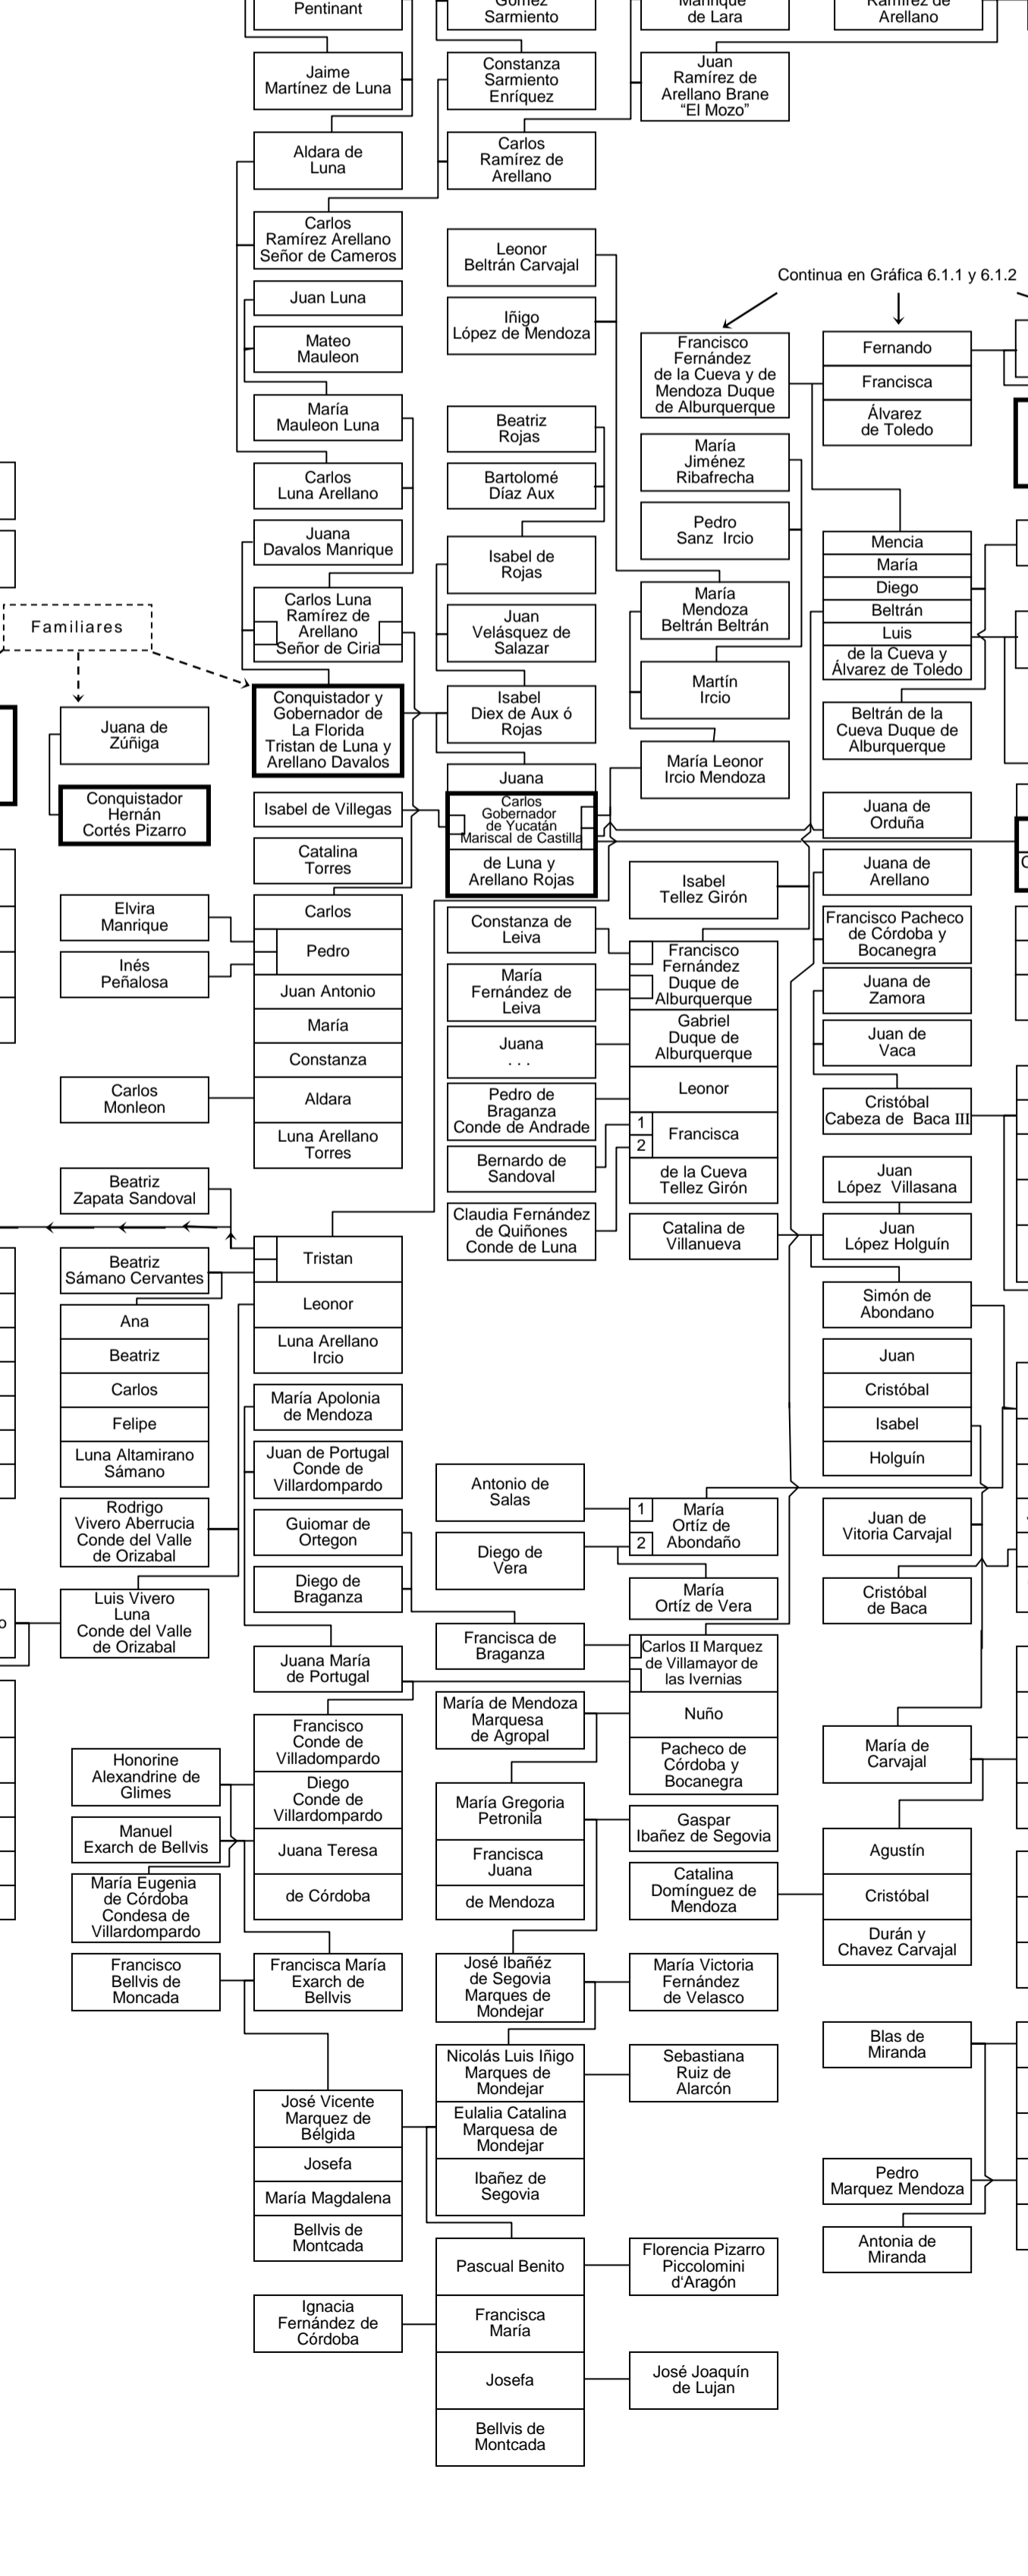 Pentinant
Gómez
Sarmiento
Manrique
de Lara
Ramírez de
Arellano
Jaime
Martínez de Luna
Constanza
Sarmiento
Enríquez
Juan
Ramírez de
Arellano Brane
“El Mozo”
Aldara de
Luna
Carlos
Ramírez de
Arellano
Carlos
Ramírez Arellano
Señor de Cameros
Leonor
Beltrán Carvajal
Continua en Gráfica 6.1.1 y 6.1.2
Juan Luna
Iñigo
López de Mendoza
Mateo
Mauleon
Francisco
Fernández
de la Cueva y de
Mendoza Duque
de Alburquerque
Fernando
Francisca
Álvarez
de Toledo
María
Mauleon Luna
Beatriz
Rojas
María
Jiménez
Ribafrecha
Carlos
Luna Arellano
Bartolomé
Díaz Aux
Pedro
Sanz Ircio
Juana
Davalos Manrique
Isabel de
Rojas
Mencia
María
Diego
Beltrán
Luis
de la Cueva y
Álvarez de Toledo
Carlos Luna
Ramírez de
Arellano
Señor de Ciria
María
Mendoza
Beltrán Beltrán
Familiares
Juan
Velásquez de
Salazar
Martín
Ircio
Conquistador y
Gobernador de
La Florida
Tristan de Luna y
Arellano Davalos
Isabel
Diex de Aux ó
Rojas
Juana de
Zúñiga
Beltrán de la
Cueva Duque de
Alburquerque
María Leonor
Ircio Mendoza
Juana
Carlos
Gobernador
de Yucatán
Mariscal de Castilla
de Luna y
Arellano Rojas
Conquistador
Hernán
Cortés Pizarro
Isabel de Villegas
Juana de
Orduña
Catalina
Torres
Isabel
Tellez Girón
Juana de
Arellano
Elvira
Manrique
Carlos
Pedro
Juan Antonio
María
Constanza
Aldara
Luna Arellano
Torres
Constanza de
Leiva
Francisco Pacheco
de Córdoba y
Bocanegra
Inés
Peñalosa
María
Fernández de
Leiva
Francisco
Fernández
Duque de
Alburquerque
Gabriel
Duque de
Alburquerque
Leonor
1
2
Francisca
de la Cueva
Tellez Girón
Juana de
Zamora
Juana
. . .
Juan de
Vaca
Carlos
Monleon
Pedro de
Braganza
Conde de Andrade
Cristóbal
Cabeza de Baca III
Bernardo de
Sandoval
Beatriz
Zapata Sandoval
Juan
López Villasana
Claudia Fernández
de Quiñones
Conde de Luna
Catalina de
Villanueva
Juan
López Holguín
Beatriz
Sámano Cervantes
Tristan
Leonor
Luna Arellano
Ircio
Simón de
Abondano
Ana
Beatriz
Carlos
Felipe
Luna Altamirano
Sámano
Juan
Cristóbal
Isabel
Holguín
María Apolonia
de Mendoza
Juan de Portugal
Conde de
Villardompardo
Antonio de
Salas
Rodrigo
Vivero Aberrucia
Conde del Valle
de Orizabal
Guiomar de
Ortegon
1
2
María
Ortíz de
Abondaño
Juan de
Vitoria Carvajal
Diego de
Vera
Luis Vivero
Luna
Conde del Valle
de Orizabal
Diego de
Braganza
María
Ortíz de Vera
Cristóbal
de Baca
o
Juana María
de Portugal
Francisca de
Braganza
Carlos II Marquez
de Villamayor de
las Ivernias
Nuño
Pacheco de
Córdoba y
Bocanegra
María de Mendoza
Marquesa
de Agropal
Francisco
Conde de
Villadompardo
Diego
Conde de
Villardompardo
Juana Teresa
de Córdoba
María de
Carvajal
Honorine
Alexandrine de
Glimes
María Gregoria
Petronila
Francisca
Juana
de Mendoza
Gaspar
Ibañez de Segovia
Manuel
Exarch de Bellvis
Agustín
Cristóbal
Durán y
Chavez Carvajal
Catalina
Domínguez de
Mendoza
María Eugenia
de Córdoba
Condesa de
Villardompardo
Francisco
Bellvis de
Moncada
Francisca María
Exarch de
Bellvis
José Ibañéz
de Segovia
Marques de
Mondejar
María Victoria
Fernández
de Velasco
Blas de
Miranda
Nicolás Luis Iñigo
Marques de
Mondejar
Eulalia Catalina
Marquesa de
Mondejar
Ibañez de
Segovia
Sebastiana
Ruiz de
Alarcón
José Vicente
Marquez de
Bélgida
Josefa
María Magdalena
Bellvis de
Montcada
Pedro
Marquez Mendoza
Antonia de
Miranda
Pascual Benito
Francisca
María
Josefa
Bellvis de
Montcada
Florencia Pizarro
Piccolomini
d‘Aragón
Ignacia
Fernández de
Córdoba
José Joaquín
de Lujan